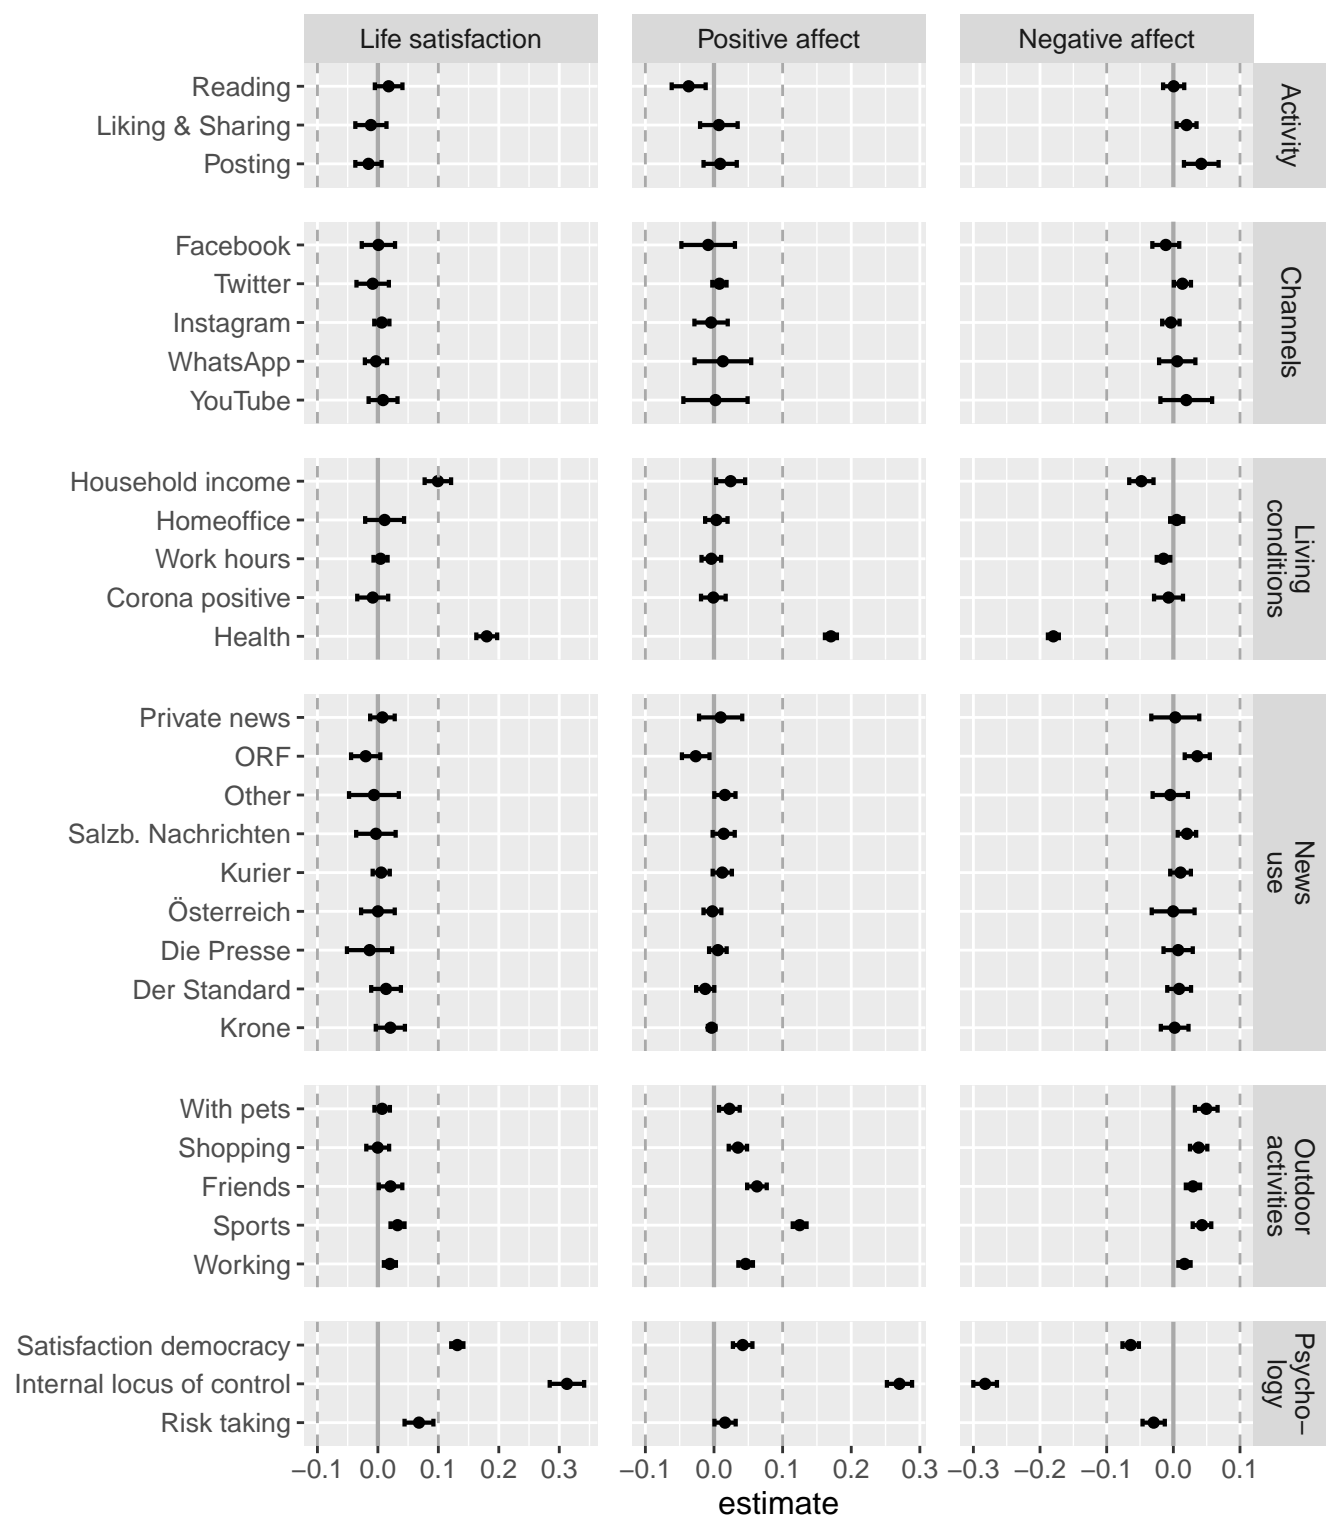 Life satisfaction
Positive affect
Negative affect
Reading
Liking & Sharing
Posting
Activity
Facebook
Twitter
Instagram
WhatsApp
YouTube
Channels
Household income
Homeoffice
Work hours
Corona positive
Health
Living
conditions
Private news
ORF
Other
Salzb. Nachrichten
Kurier
Österreich
Die Presse
Der Standard
Krone
News
use
With pets
Shopping
Friends
Sports
Working
Outdoor
activities
Satisfaction democracy
Internal locus of control
Risk taking
Psycho−
logy
−0.1 0.0 0.1 0.2 0.3
−0.1 0.0 0.1 0.2 0.3
−0.3 −0.2 −0.1 0.0 0.1
estimate